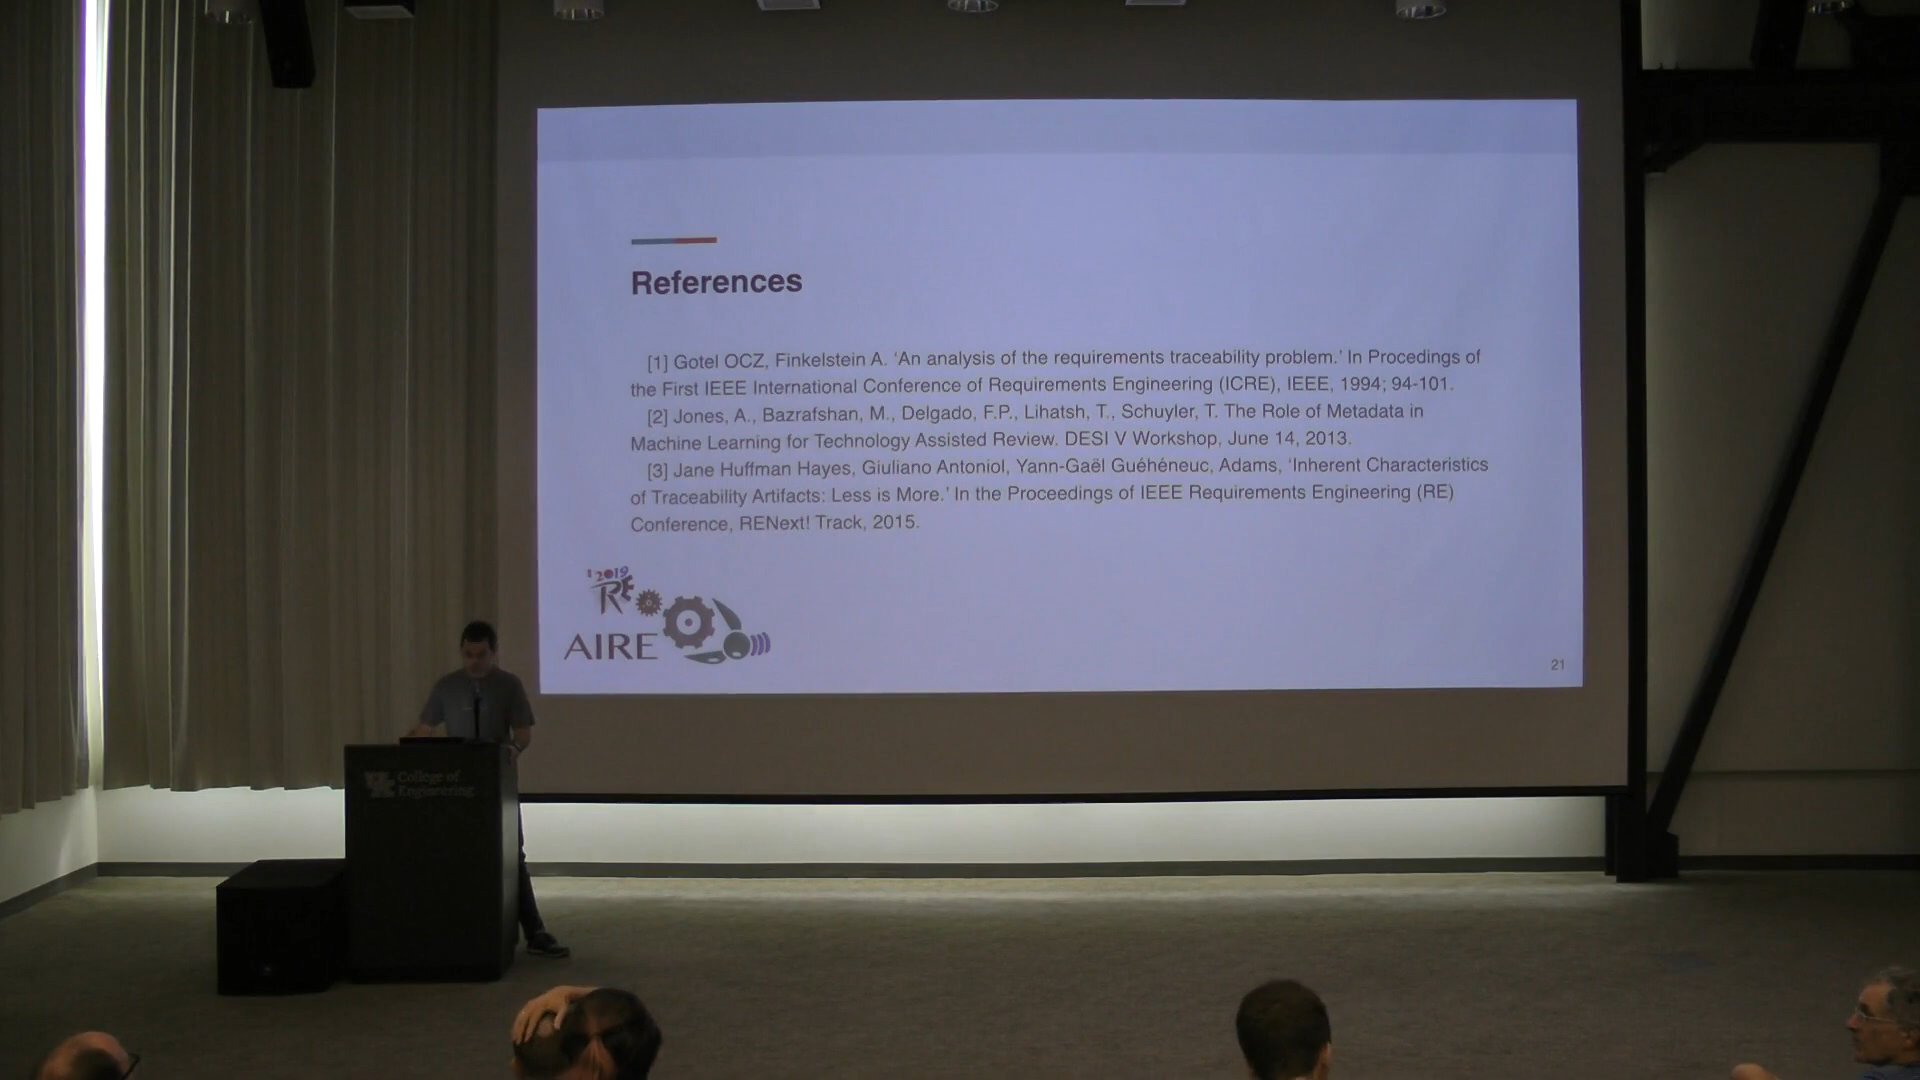 References
[1] Gotel OCZ, Finkelstein A. ‘An analysis of the requirements traceability problem.’ In Procedings of
the First IEEE International Conference of Requirements Engineering (ICRE), IEEE, 1994; 94-101.
[2] Jones, A., Bazrafshan, M., Delgado, F.P., Lihatsh, T., Schuyler, T. The Role of Metadata in
Machine Learning for Technology Assisted Review. DESI V Workshop, June 14, 2013.
[3] Jane Huffman Hayes, Giuliano Antoniol, Yann-Gaël Guéhéneuc, Adams, ‘Inherent Characteristics
of Traceability Artifacts: Less is More.’ In the Proceedings of IEEE Requirements Engineering (RE)
Conference, RENext! Track, 2015.
2019
RE
AIRE
21
UK College of
Engineering